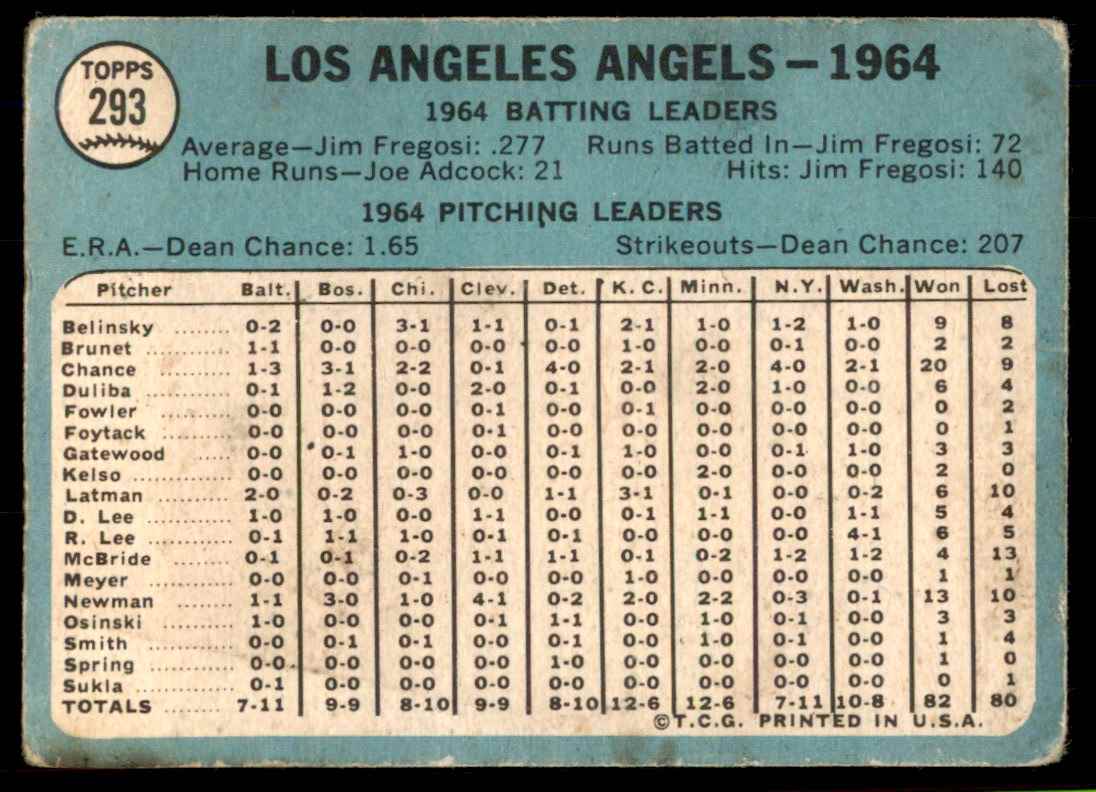 TOPPS
293
LOS ANGELES ANGELS—1964
1964 BATTING LEADERS
Average—Jim Fregosi: .277 Runs Batted In—Jim Fregosi: 72
Home Runs—Joe Adcock: 21 Hits: Jim Fregosi: 140
1964 PITCHING LEADERS
E.R.A.—Dean Chance: 1.65 Strikeouts—Dean Chance: 207
Pitcher Balt. Bos. Chi. Clev. Det. K. C. Minn. N.Y. Wash. Won Lost
Belinsky ........ 0-2 0-0 3-1 1-1 0-1 2-1 1-0 1-2 1-0 9 8
Brunet ............ 1-1 0-0 0-0 0-0 0-0 1-0 0-0 0-1 0-0 2 2
Chance .......... 1-3 3-1 2-2 0-1 4-0 2-1 2-0 4-0 2-1 20 9
Duliba ............ 0-1 1-2 0-0 2-0 0-1 0-0 2-0 1-0 0-0 6 4
Fowler .......... 0-0 0-0 0-0 0-1 0-0 0-1 0-0 0-0 0-0 0 2
Foytack .......... 0-0 0-0 0-0 0-1 0-0 0-0 0-0 0-0 0-0 0 1
Gatewood ..... 0-0 0-1 1-0 0-0 0-1 1-0 0-0 0-1 1-0 3 3
Kelso .............. 0-0 0-0 0-0 0-0 0-0 0-0 2-0 0-0 0-0 2 0
Latman .......... 2-0 0-2 0-3 0-0 1-1 3-1 0-1 0-0 0-2 6 10
D. Lee ............ 1-0 1-0 0-0 1-1 0-0 0-1 1-1 0-0 1-1 5 4
R. Lee ............ 0-1 1-1 1-0 0-1 0-1 0-0 0-0 0-0 4-1 6 5
McBride ........ 0-1 0-1 0-2 1-1 1-1 0-1 0-2 1-2 1-2 4 13
Meyer ............ 0-0 0-0 0-1 0-0 0-0 1-0 0-0 0-0 0-0 1 1
Newman ........ 1-1 3-0 1-0 4-1 0-2 2-0 2-2 0-3 0-1 13 10
Osinski .......... 1-0 0-0 0-0 0-1 1-1 0-0 1-0 0-1 0-0 3 3
Smith ............ 0-0 0-1 0-1 0-0 0-1 0-0 1-0 0-1 0-0 1 4
Spring ............ 0-0 0-0 0-0 0-0 1-0 0-0 0-0 0-0 0-0 1 0
Sukla .............. 0-1 0-0 0-0 0-0 0-0 0-0 0-0 0-0 0-0 0 1
TOTALS ........ 7-11 9-9 8-10 9-9 8-10 12-6 12-6 7-11 10-8 82 80
©T.C.G. PRINTED IN U.S.A.